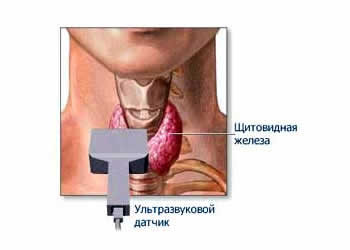 Щитовидная
железа
Ультразвуковой
датчик